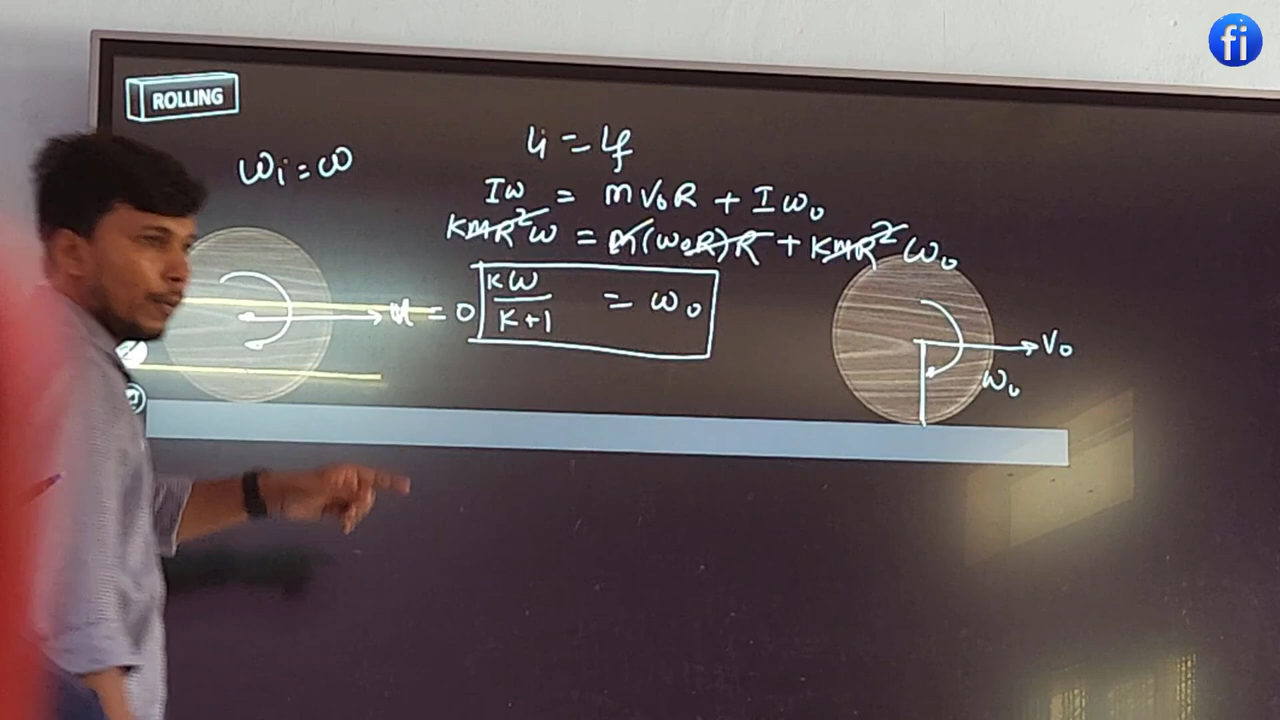 fi
ROLLING
ωi = ω
Li = Lf
Iω = mV₀R + Iω₀
KMR²ω = m(ω₀R)R + KMR²ω₀
u = 0
Kω/K+1 = ω₀
V₀
ω₀